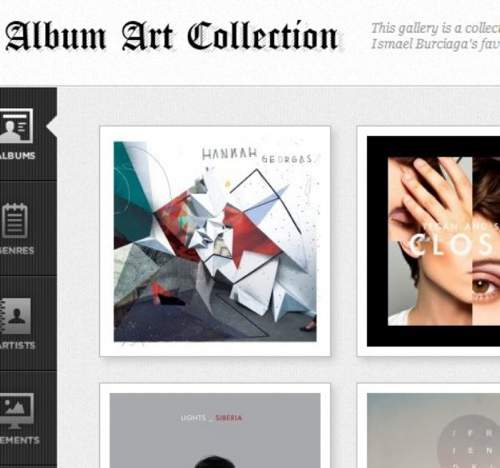 Album Art Collection
This gallery is a collect
Ismael Burciaga's fav
ALBUMS
GENRES
ARTISTS
EMENTS
HANNAH GEORGAS
CLOS
LIGHTS _ SIBERIA